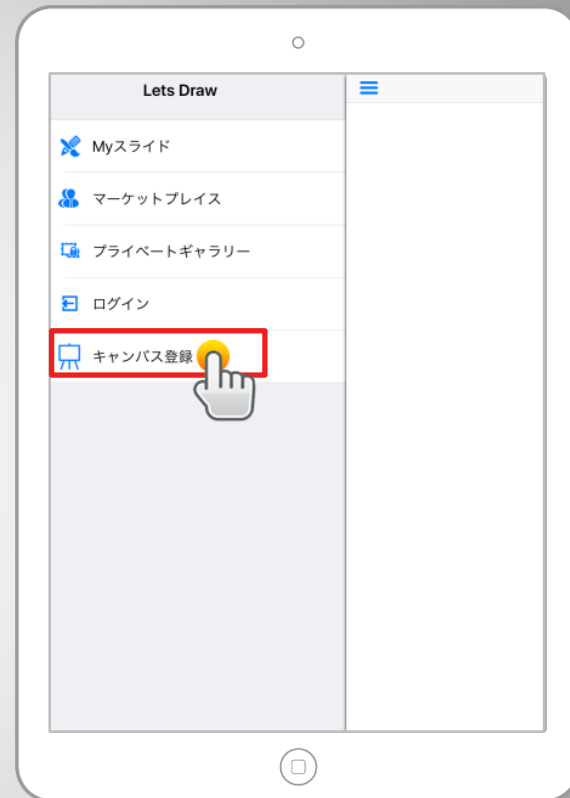 Lets Draw
Myスライド
マーケットプレイス
プライベートギャラリー
ログイン
キャンバス登録